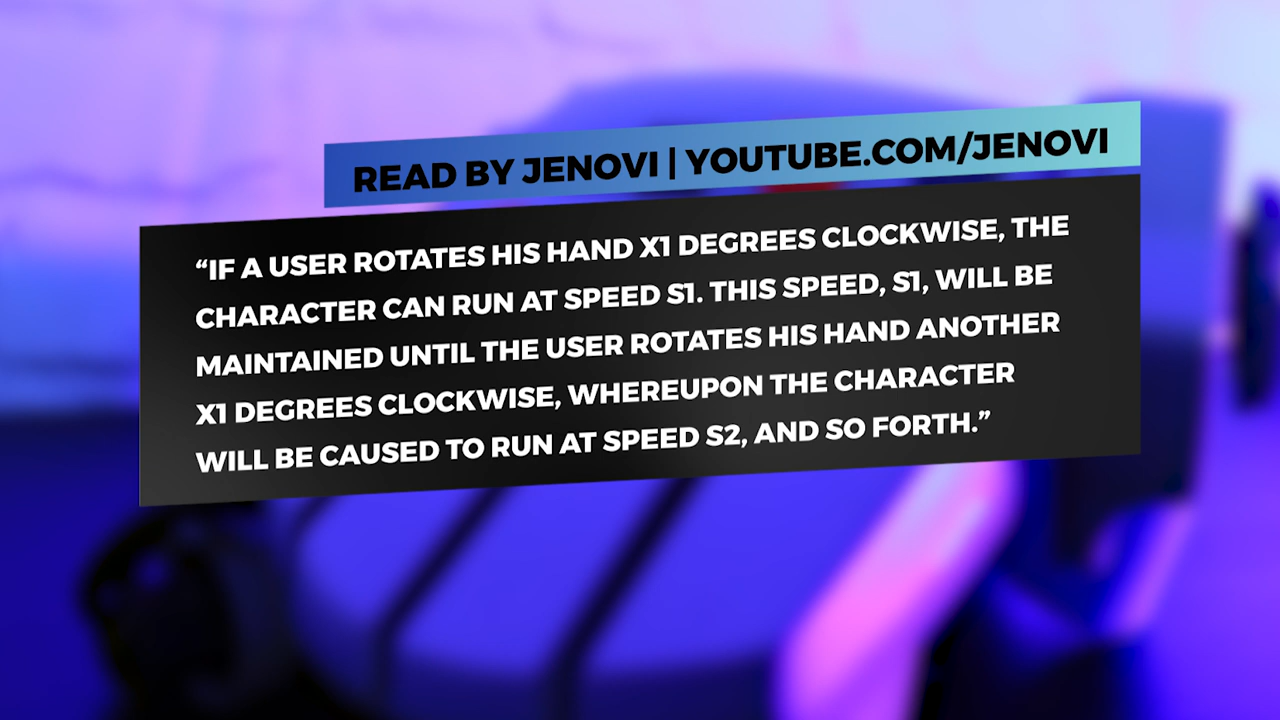 READ BY JENOVI | YOUTUBE.COM/JENOVI
“IF A USER ROTATES HIS HAND X1 DEGREES CLOCKWISE, THE
CHARACTER CAN RUN AT SPEED S1. THIS SPEED, S1, WILL BE
MAINTAINED UNTIL THE USER ROTATES HIS HAND ANOTHER
X1 DEGREES CLOCKWISE, WHEREUPON THE CHARACTER
WILL BE CAUSED TO RUN AT SPEED S2, AND SO FORTH.”